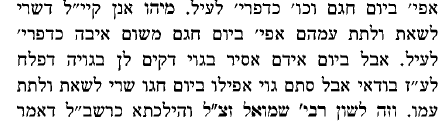 אפי׳ ביום חגם וכו׳ כדפרי׳ לעיל. מיהו אנן קיי״ל דשרי
לשאת ולתת עמהם אפי׳ ביום חגם משום איבה כדפרי׳
לעיל. אבל ביום אידם אסיר בגוי דקים לן בגויה דפלח
לע״ז בודאי אבל סתם גוי אפילו ביום חגו שרי לשאת ולתת
עמו. וזה לשון רבי׳ שמואל זצ״ל והילכתא כרשב״ל דאמר